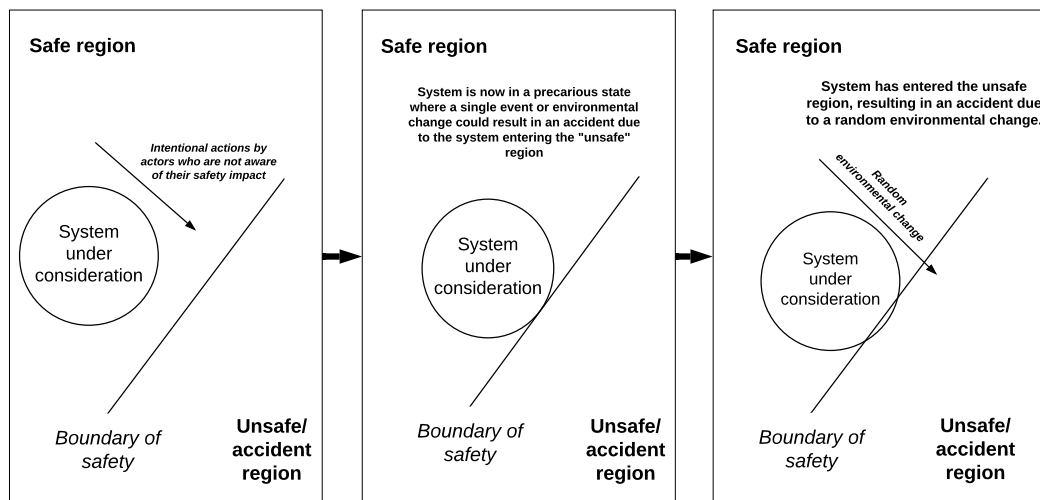 Safe region
Intentional actions by
actors who are not aware
of their safety impact
System
under
consideration
Boundary of
safety
Unsafe/
accident
region
Safe region
System is now in a precarious state
where a single event or environmental
change could result in an accident due
to the system entering the "unsafe"
region
System
under
consideration
Boundary of
safety
Unsafe/
accident
region
Safe region
System has entered the unsafe
region, resulting in an accident due
to a random environmental change.
Random
environmental change
System
under
consideration
Boundary of
safety
Unsafe/
accident
region